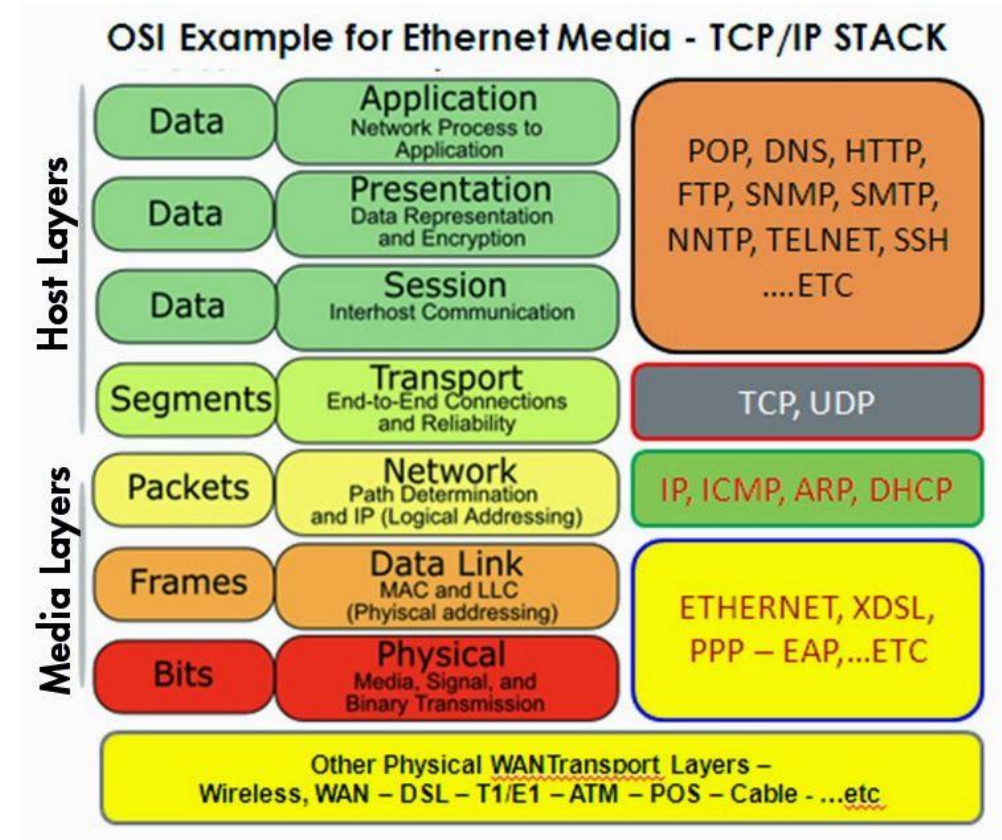 OSI Example for Ethernet Media - TCP/IP STACK
Host Layers
Data
Application
Network Process to
Application
Data
Presentation
Data Representation
and Encryption
Data
Session
Interhost Communication
POP, DNS, HTTP,
FTP, SNMP, SMTP,
NNTP, TELNET, SSH
....ETC
Segments
Transport
End-to-End Connections
and Reliability
TCP, UDP
Media Layers
Packets
Network
Path Determination
and IP (Logical Addressing)
IP, ICMP, ARP, DHCP
Frames
Data Link
MAC and LLC
(Phyiscal addressing)
Bits
Physical
Media, Signal, and
Binary Transmission
ETHERNET, XDSL,
PPP – EAP,...ETC
Other Physical WANTransport Layers –
Wireless, WAN – DSL – T1/E1 – ATM – POS – Cable - ...etc